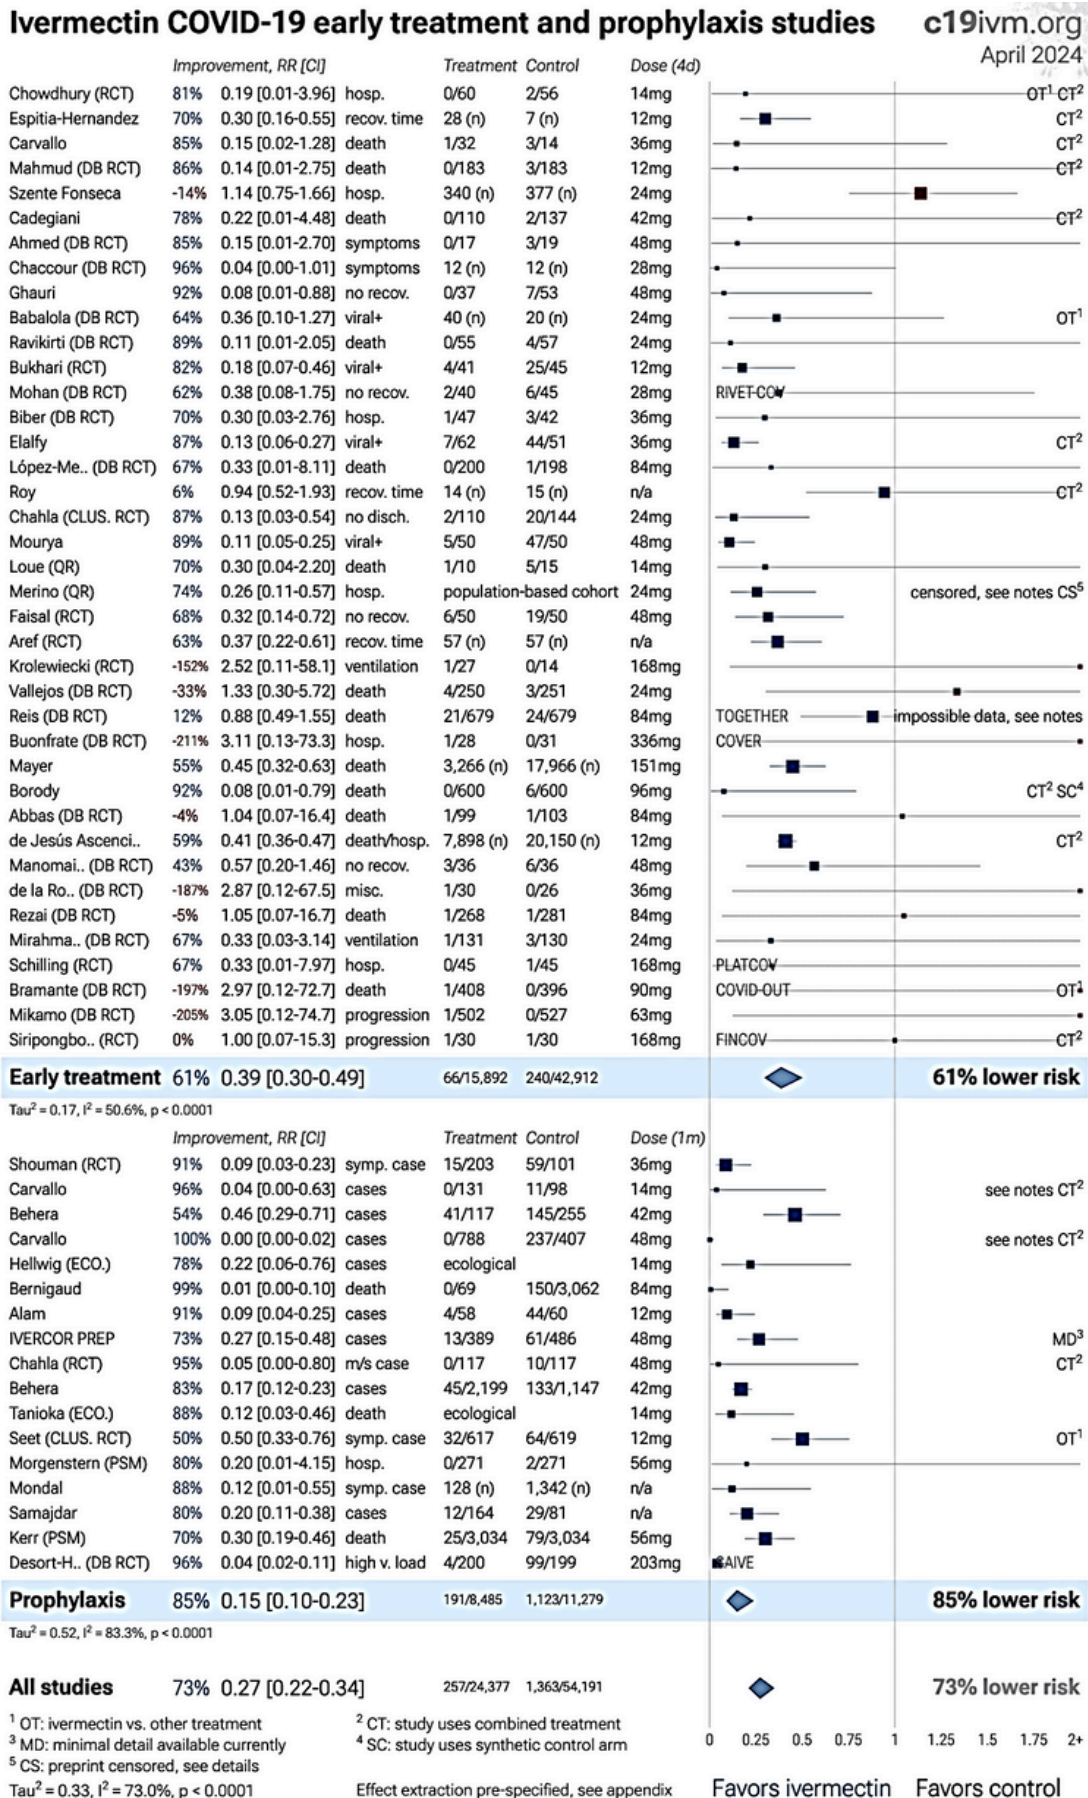 Ivermectin COVID-19 early treatment and prophylaxis studies c19ivm.org
April 2024
Improvement, RR [CI] Treatment Control Dose (4d)
Chowdhury (RCT) 81% 0.19 [0.01-3.96] hosp. 0/60 2/56 14mg OT¹ CT²
Espitia-Hernandez 70% 0.30 [0.16-0.55] recov. time 28 (n) 7 (n) 12mg CT²
Carvallo 85% 0.15 [0.02-1.28] death 1/32 3/14 36mg CT²
Mahmud (DB RCT) 86% 0.14 [0.01-2.75] death 0/183 3/183 12mg CT²
Szente Fonseca -14% 1.14 [0.75-1.66] hosp. 340 (n) 377 (n) 24mg
Cadegiani 78% 0.22 [0.01-4.48] death 0/110 2/137 42mg CT²
Ahmed (DB RCT) 85% 0.15 [0.01-2.70] symptoms 0/17 3/19 48mg
Chaccour (DB RCT) 96% 0.04 [0.00-1.01] symptoms 12 (n) 12 (n) 28mg
Ghauri 92% 0.08 [0.01-0.88] no recov. 0/37 7/53 48mg
Babalola (DB RCT) 64% 0.36 [0.10-1.27] viral+ 40 (n) 20 (n) 24mg OT¹
Ravikirti (DB RCT) 89% 0.11 [0.01-2.05] death 0/55 4/57 24mg
Bukhari (RCT) 82% 0.18 [0.07-0.46] viral+ 4/41 25/45 12mg
Mohan (DB RCT) 62% 0.38 [0.08-1.75] no recov. 2/40 6/45 28mg RIVET-COV
Biber (DB RCT) 70% 0.30 [0.03-2.76] hosp. 1/47 3/42 36mg
Elalfy 87% 0.13 [0.06-0.27] viral+ 7/62 44/51 36mg CT²
López-Me.. (DB RCT) 67% 0.33 [0.01-8.11] death 0/200 1/198 84mg
Roy 6% 0.94 [0.52-1.93] recov. time 14 (n) 15 (n) n/a CT²
Chahla (CLUS. RCT) 87% 0.13 [0.03-0.54] no disch. 2/110 20/144 24mg
Mourya 89% 0.11 [0.05-0.25] viral+ 5/50 47/50 48mg
Loue (QR) 70% 0.30 [0.04-2.20] death 1/10 5/15 14mg
Merino (QR) 74% 0.26 [0.11-0.57] hosp. population-based cohort 24mg censored, see notes CS⁵
Faisal (RCT) 68% 0.32 [0.14-0.72] no recov. 6/50 19/50 48mg
Aref (RCT) 63% 0.37 [0.22-0.61] recov. time 57 (n) 57 (n) n/a
Krolewiecki (RCT) -152% 2.52 [0.11-58.1] ventilation 1/27 0/14 168mg
Vallejos (DB RCT) -33% 1.33 [0.30-5.72] death 4/250 3/251 24mg
Reis (DB RCT) 12% 0.88 [0.49-1.55] death 21/679 24/679 84mg TOGETHER impossible data, see notes
Buonfrate (DB RCT) -211% 3.11 [0.13-73.3] hosp. 1/28 0/31 336mg COVER
Mayer 55% 0.45 [0.32-0.63] death 3,266 (n) 17,966 (n) 151mg
Borody 92% 0.08 [0.01-0.79] death 0/600 6/600 96mg CT² SC⁴
Abbas (DB RCT) -4% 1.04 [0.07-16.4] death 1/99 1/103 84mg
de Jesús Ascenci.. 59% 0.41 [0.36-0.47] death/hosp. 7,898 (n) 20,150 (n) 12mg CT²
Manomai.. (DB RCT) 43% 0.57 [0.20-1.46] no recov. 3/36 6/36 48mg
de la Ro.. (DB RCT) -187% 2.87 [0.12-67.5] misc. 1/30 0/26 36mg
Rezai (DB RCT) -5% 1.05 [0.07-16.7] death 1/268 1/281 84mg
Mirahma.. (DB RCT) 67% 0.33 [0.03-3.14] ventilation 1/131 3/130 24mg
Schilling (RCT) 67% 0.33 [0.01-7.97] hosp. 0/45 1/45 168mg PLATCOV
Bramante (DB RCT) -197% 2.97 [0.12-72.7] death 1/408 0/396 90mg COVID-OUT OT¹
Mikamo (DB RCT) -205% 3.05 [0.12-74.7] progression 1/502 0/527 63mg
Siripongbo.. (RCT) 0% 1.00 [0.07-15.3] progression 1/30 1/30 168mg FINCOV CT²
Early treatment 61% 0.39 [0.30-0.49] 66/15,892 240/42,912 61% lower risk
Tau² = 0.17, I² = 50.6%, p < 0.0001
Improvement, RR [CI] Treatment Control Dose (1m)
Shouman (RCT) 91% 0.09 [0.03-0.23] symp. case 15/203 59/101 36mg
Carvallo 96% 0.04 [0.00-0.63] cases 0/131 11/98 14mg see notes CT²
Behera 54% 0.46 [0.29-0.71] cases 41/117 145/255 42mg
Carvallo 100% 0.00 [0.00-0.02] cases 0/788 237/407 48mg see notes CT²
Hellwig (ECO.) 78% 0.22 [0.06-0.76] cases ecological 14mg
Bernigaud 99% 0.01 [0.00-0.10] death 0/69 150/3,062 84mg
Alam 91% 0.09 [0.04-0.25] cases 4/58 44/60 12mg
IVERCOR PREP 73% 0.27 [0.15-0.48] cases 13/389 61/486 48mg MD³
Chahla (RCT) 95% 0.05 [0.00-0.80] m/s case 0/117 10/117 48mg CT²
Behera 83% 0.17 [0.12-0.23] cases 45/2,199 133/1,147 42mg
Tanioka (ECO.) 88% 0.12 [0.03-0.46] death ecological 14mg
Seet (CLUS. RCT) 50% 0.50 [0.33-0.76] symp. case 32/617 64/619 12mg OT¹
Morgenstern (PSM) 80% 0.20 [0.01-4.15] hosp. 0/271 2/271 56mg
Mondal 88% 0.12 [0.01-0.55] symp. case 128 (n) 1,342 (n) n/a
Samajdar 80% 0.20 [0.11-0.38] cases 12/164 29/81 n/a
Kerr (PSM) 70% 0.30 [0.19-0.46] death 25/3,034 79/3,034 56mg
Desort-H.. (DB RCT) 96% 0.04 [0.02-0.11] high v. load 4/200 99/199 203mg SAIVE
Prophylaxis 85% 0.15 [0.10-0.23] 191/8,485 1,123/11,279 85% lower risk
Tau² = 0.52, I² = 83.3%, p < 0.0001
All studies 73% 0.27 [0.22-0.34] 257/24,377 1,363/54,191 73% lower risk
¹ OT: ivermectin vs. other treatment ² CT: study uses combined treatment
³ MD: minimal detail available currently ⁴ SC: study uses synthetic control arm
⁵ CS: preprint censored, see details
0 0.25 0.5 0.75 1 1.25 1.5 1.75 2+
Tau² = 0.33, I² = 73.0%, p < 0.0001 Effect extraction pre-specified, see appendix Favors ivermectin Favors control